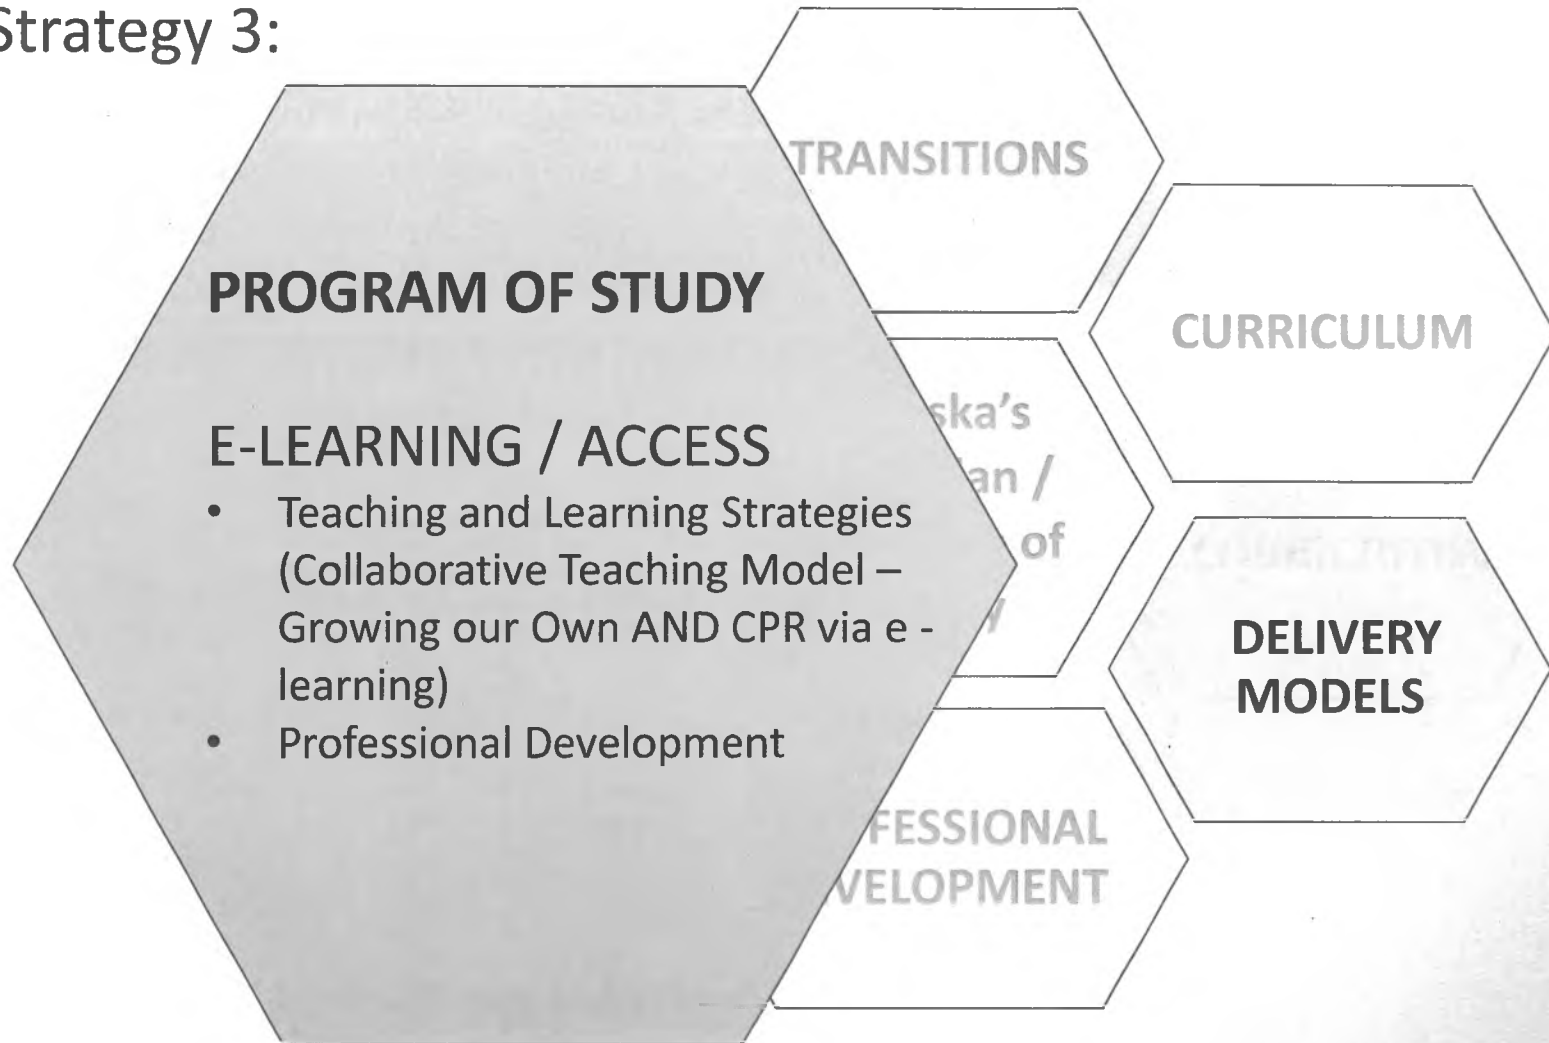 Strategy 3:
TRANSITIONS
PROGRAM OF STUDY
E-LEARNING / ACCESS
• Teaching and Learning Strategies
(Collaborative Teaching Model –
Growing our Own AND CPR via e -
learning)
• Professional Development
CURRICULUM
ska's
an /
of
y
DELIVERY
MODELS
FESSIONAL
VELOPMENT